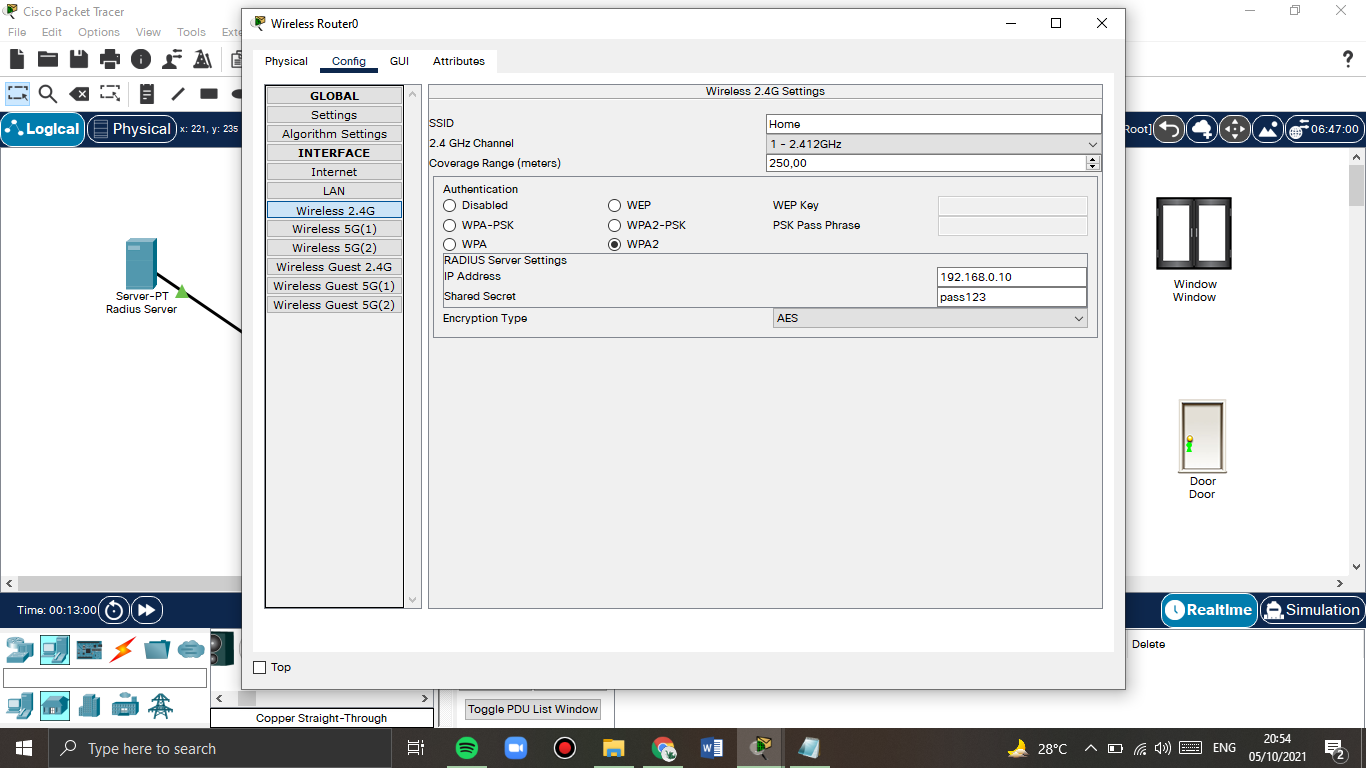 Cisco Packet Tracer
File Edit Options View Tools Exte
Logical
Physical
x: 221, y: 235
Root]
06:47:00
Server-PT
Radius Server
Window
Window
Door
Door
Wireless Router0
Physical Config GUI Attributes
GLOBAL
Settings
Algorithm Settings
INTERFACE
Internet
LAN
Wireless 2.4G
Wireless 5G(1)
Wireless 5G(2)
Wireless Guest 2.4G
Wireless Guest 5G(1)
Wireless Guest 5G(2)
Wireless 2.4G Settings
SSID Home
2.4 GHz Channel 1 - 2.412GHz
Coverage Range (meters) 250,00
Authentication
Disabled WEP WEP Key
WPA-PSK WPA2-PSK PSK Pass Phrase
WPA WPA2
RADIUS Server Settings
IP Address 192.168.0.10
Shared Secret pass123
Encryption Type AES
Top
Time: 00:13:00
Realtime
Simulation
Delete
Copper Straight-Through
Toggle PDU List Window
Type here to search
28°C
ENG
20:54
05/10/2021
2